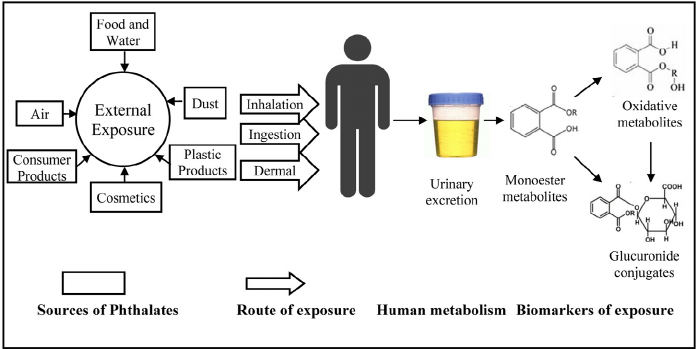 Food and
Water
Air
External
Exposure
Dust
Consumer
Products
Cosmetics
Plastic
Products
Inhalation
Ingestion
Dermal
Urinary
excretion
O
OR
OH
O
Monoester
metabolites
O
O
H
O
R
O
OH
Oxidative
metabolites
O
O
OR
O
O
COOH
H
H
H
OH
H
OH
OH
H
Glucuronide
conjugates
Sources of Phthalates
Route of exposure
Human metabolism
Biomarkers of exposure